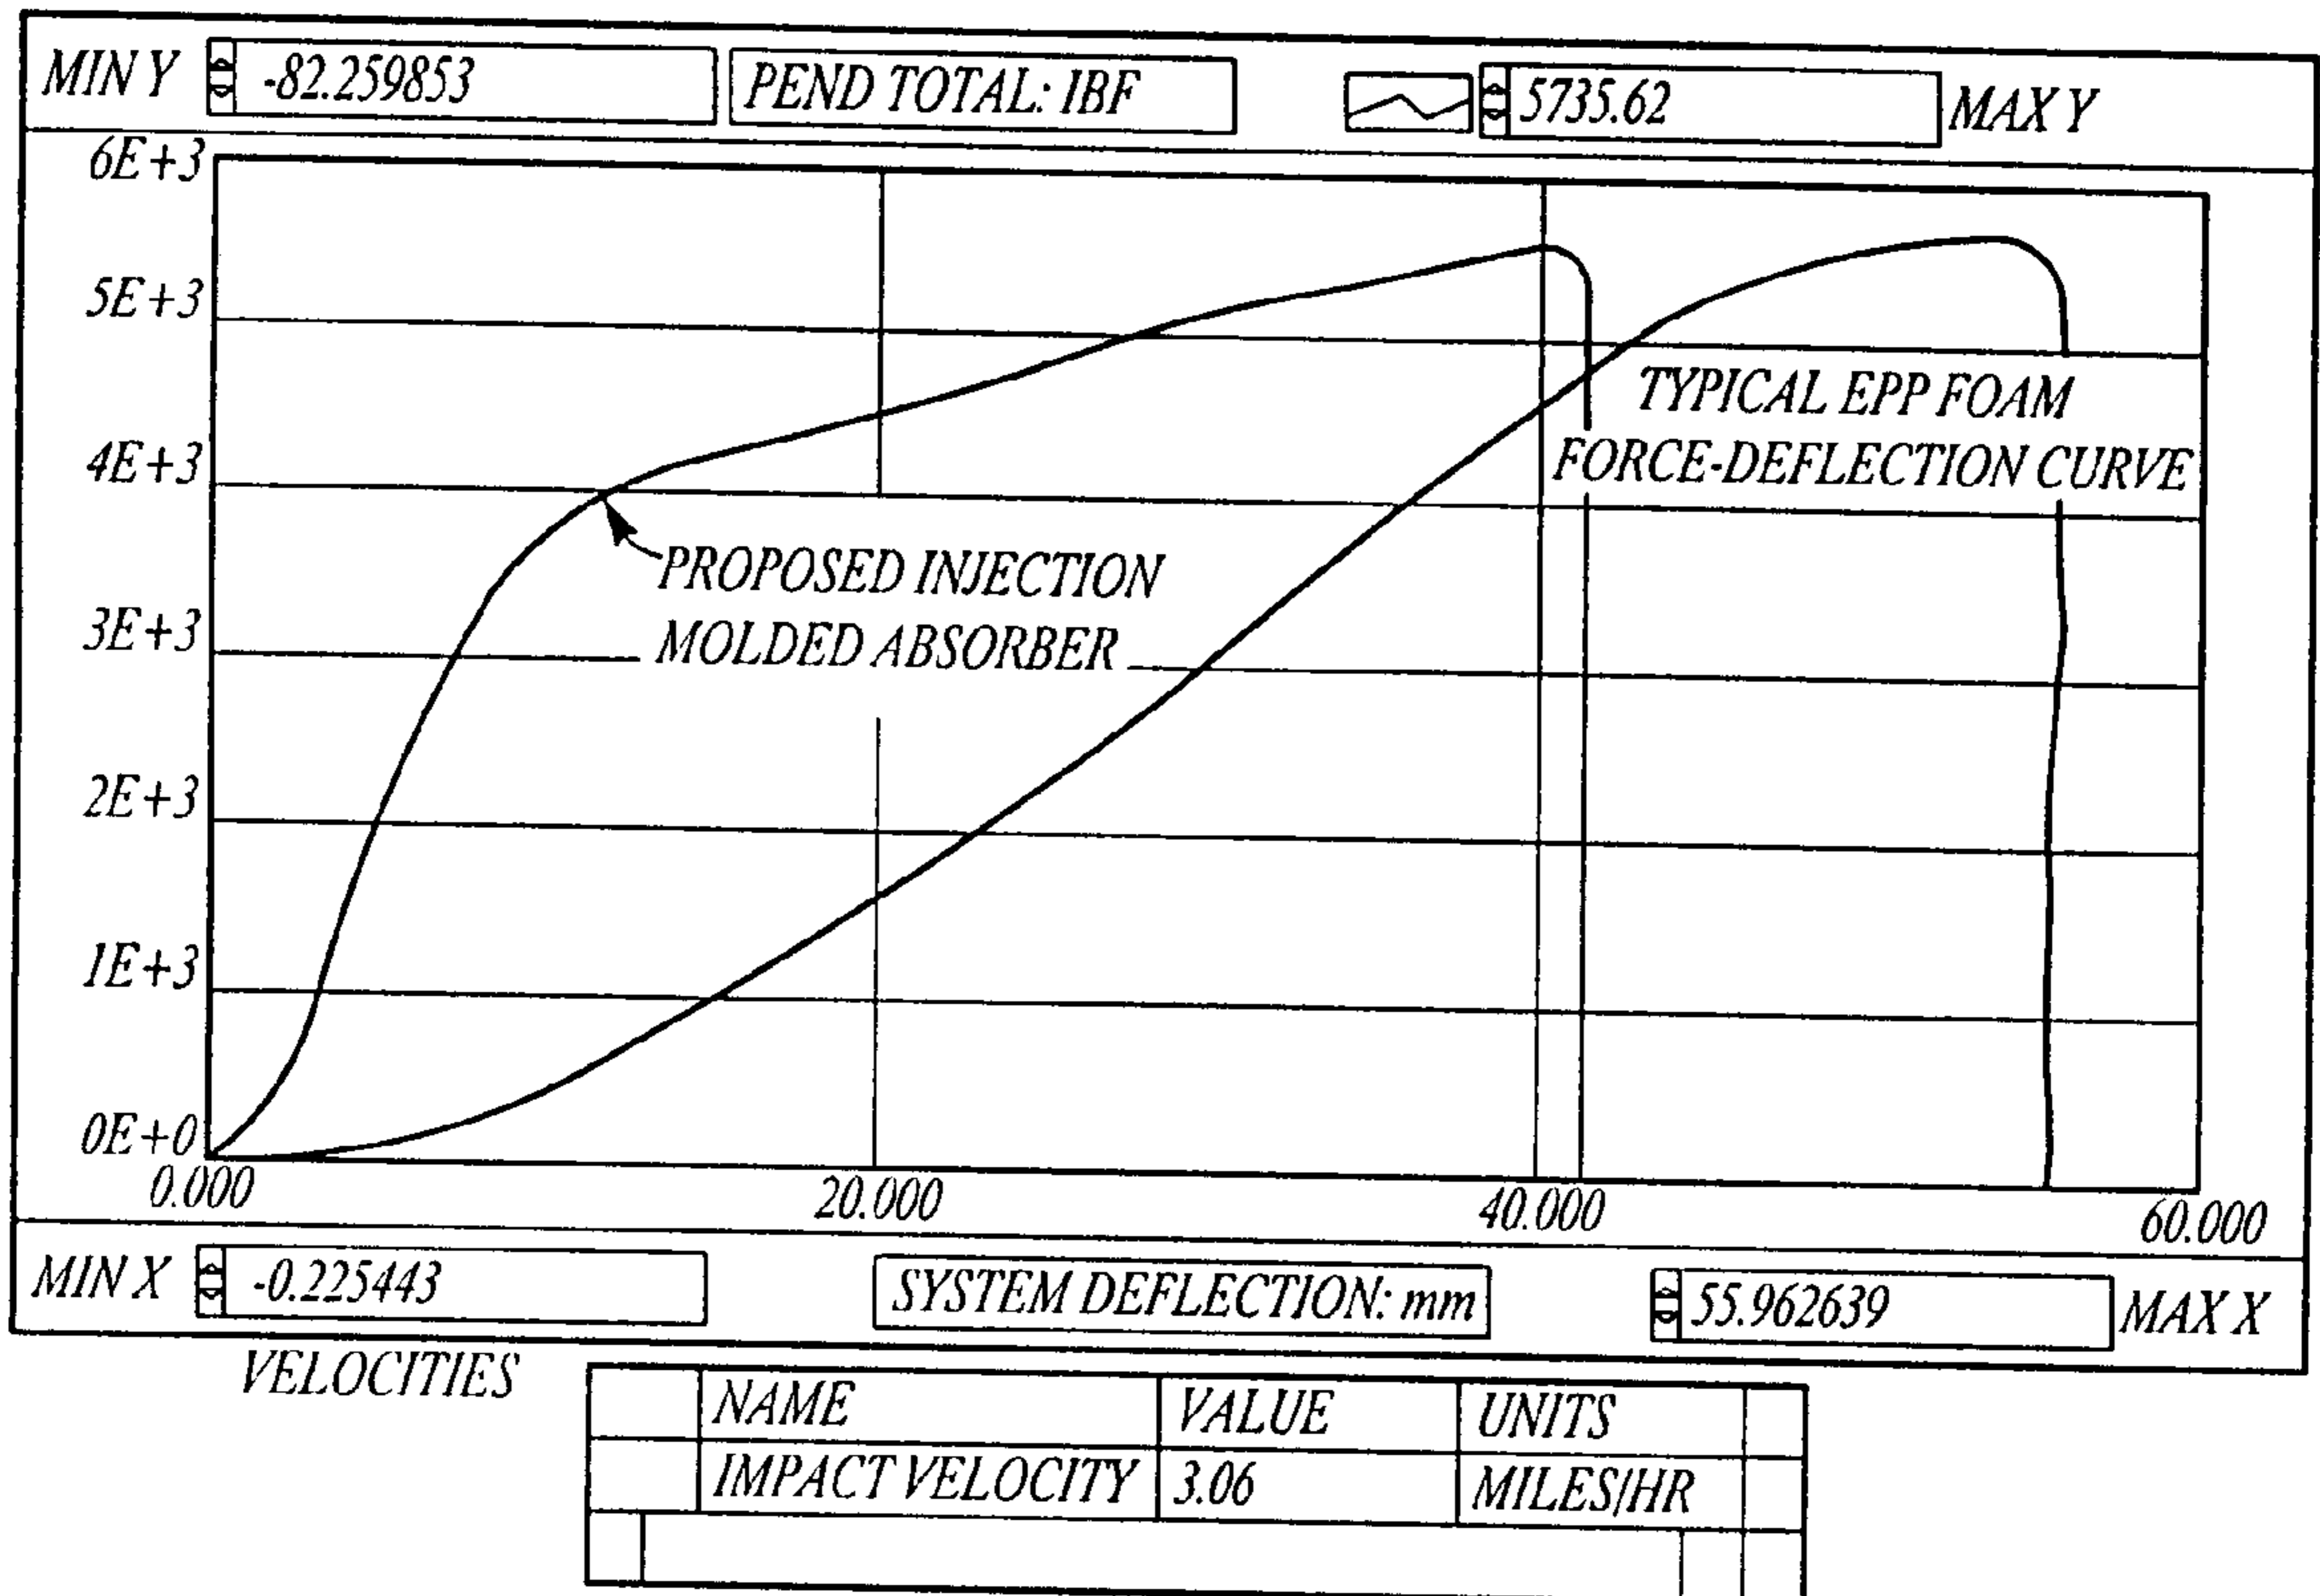 MIN Y -82.259853 PEND TOTAL: IBF 5735.62 MAX Y
6E+3
5E+3
4E+3
3E+3
2E+3
1E+3
0E+0
TYPICAL EPP FOAM
FORCE-DEFLECTION CURVE
PROPOSED INJECTION
MOLDED ABSORBER
0.000 20.000 40.000 60.000
MIN X -0.225443 SYSTEM DEFLECTION: mm 55.962639 MAX X
VELOCITIES
NAME VALUE UNITS
IMPACT VELOCITY 3.06 MILES/HR